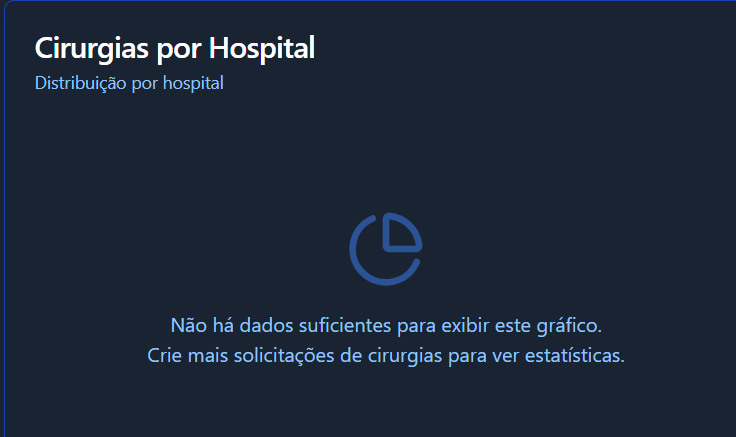 Cirurgias por Hospital
Distribuição por hospital
Não há dados suficientes para exibir este gráfico.
Crie mais solicitações de cirurgias para ver estatísticas.